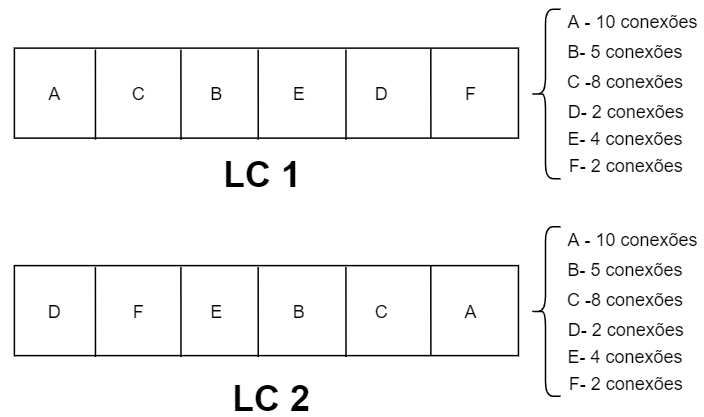 A C B E D F
LC 1
A - 10 conexões
B- 5 conexões
C -8 conexões
D- 2 conexões
E- 4 conexões
F- 2 conexões
D F E B C A
LC 2
A - 10 conexões
B- 5 conexões
C -8 conexões
D- 2 conexões
E- 4 conexões
F- 2 conexões